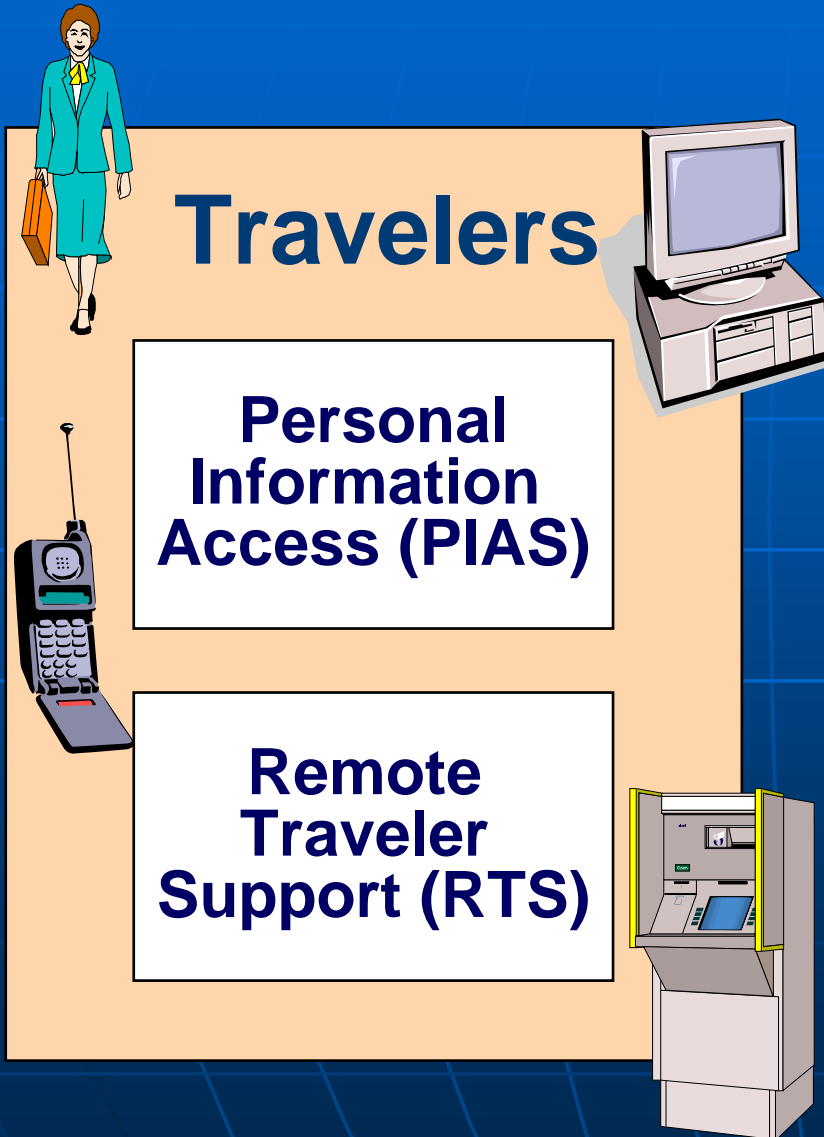 Travelers
Personal
Information
Access (PIAS)
Remote
Traveler
Support (RTS)